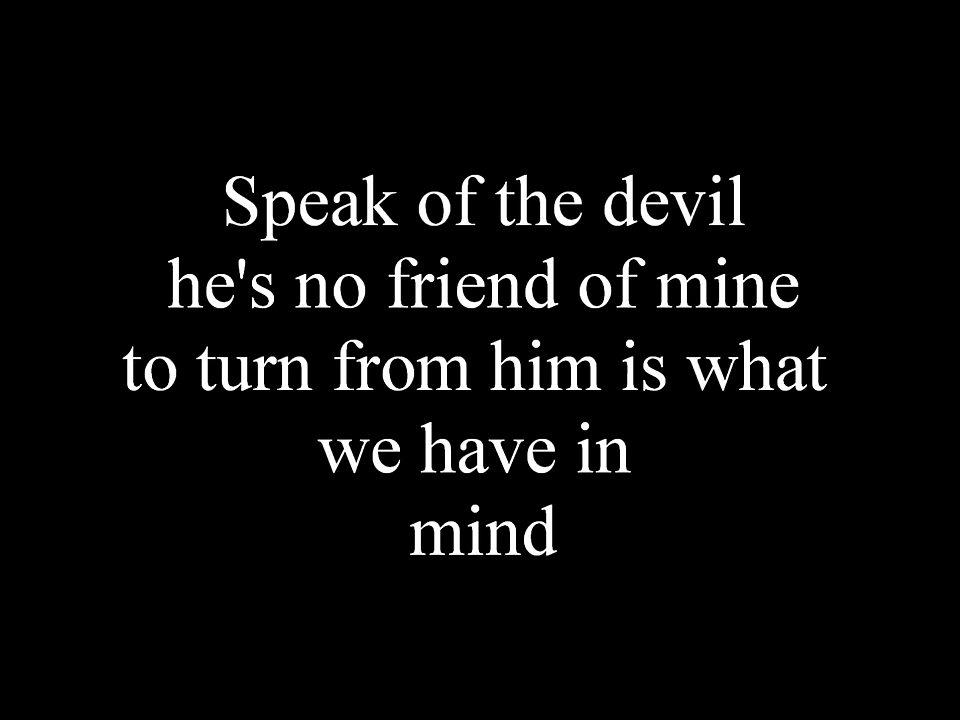 Speak of the devil
he's no friend of mine
to turn from him is what
we have in
mind